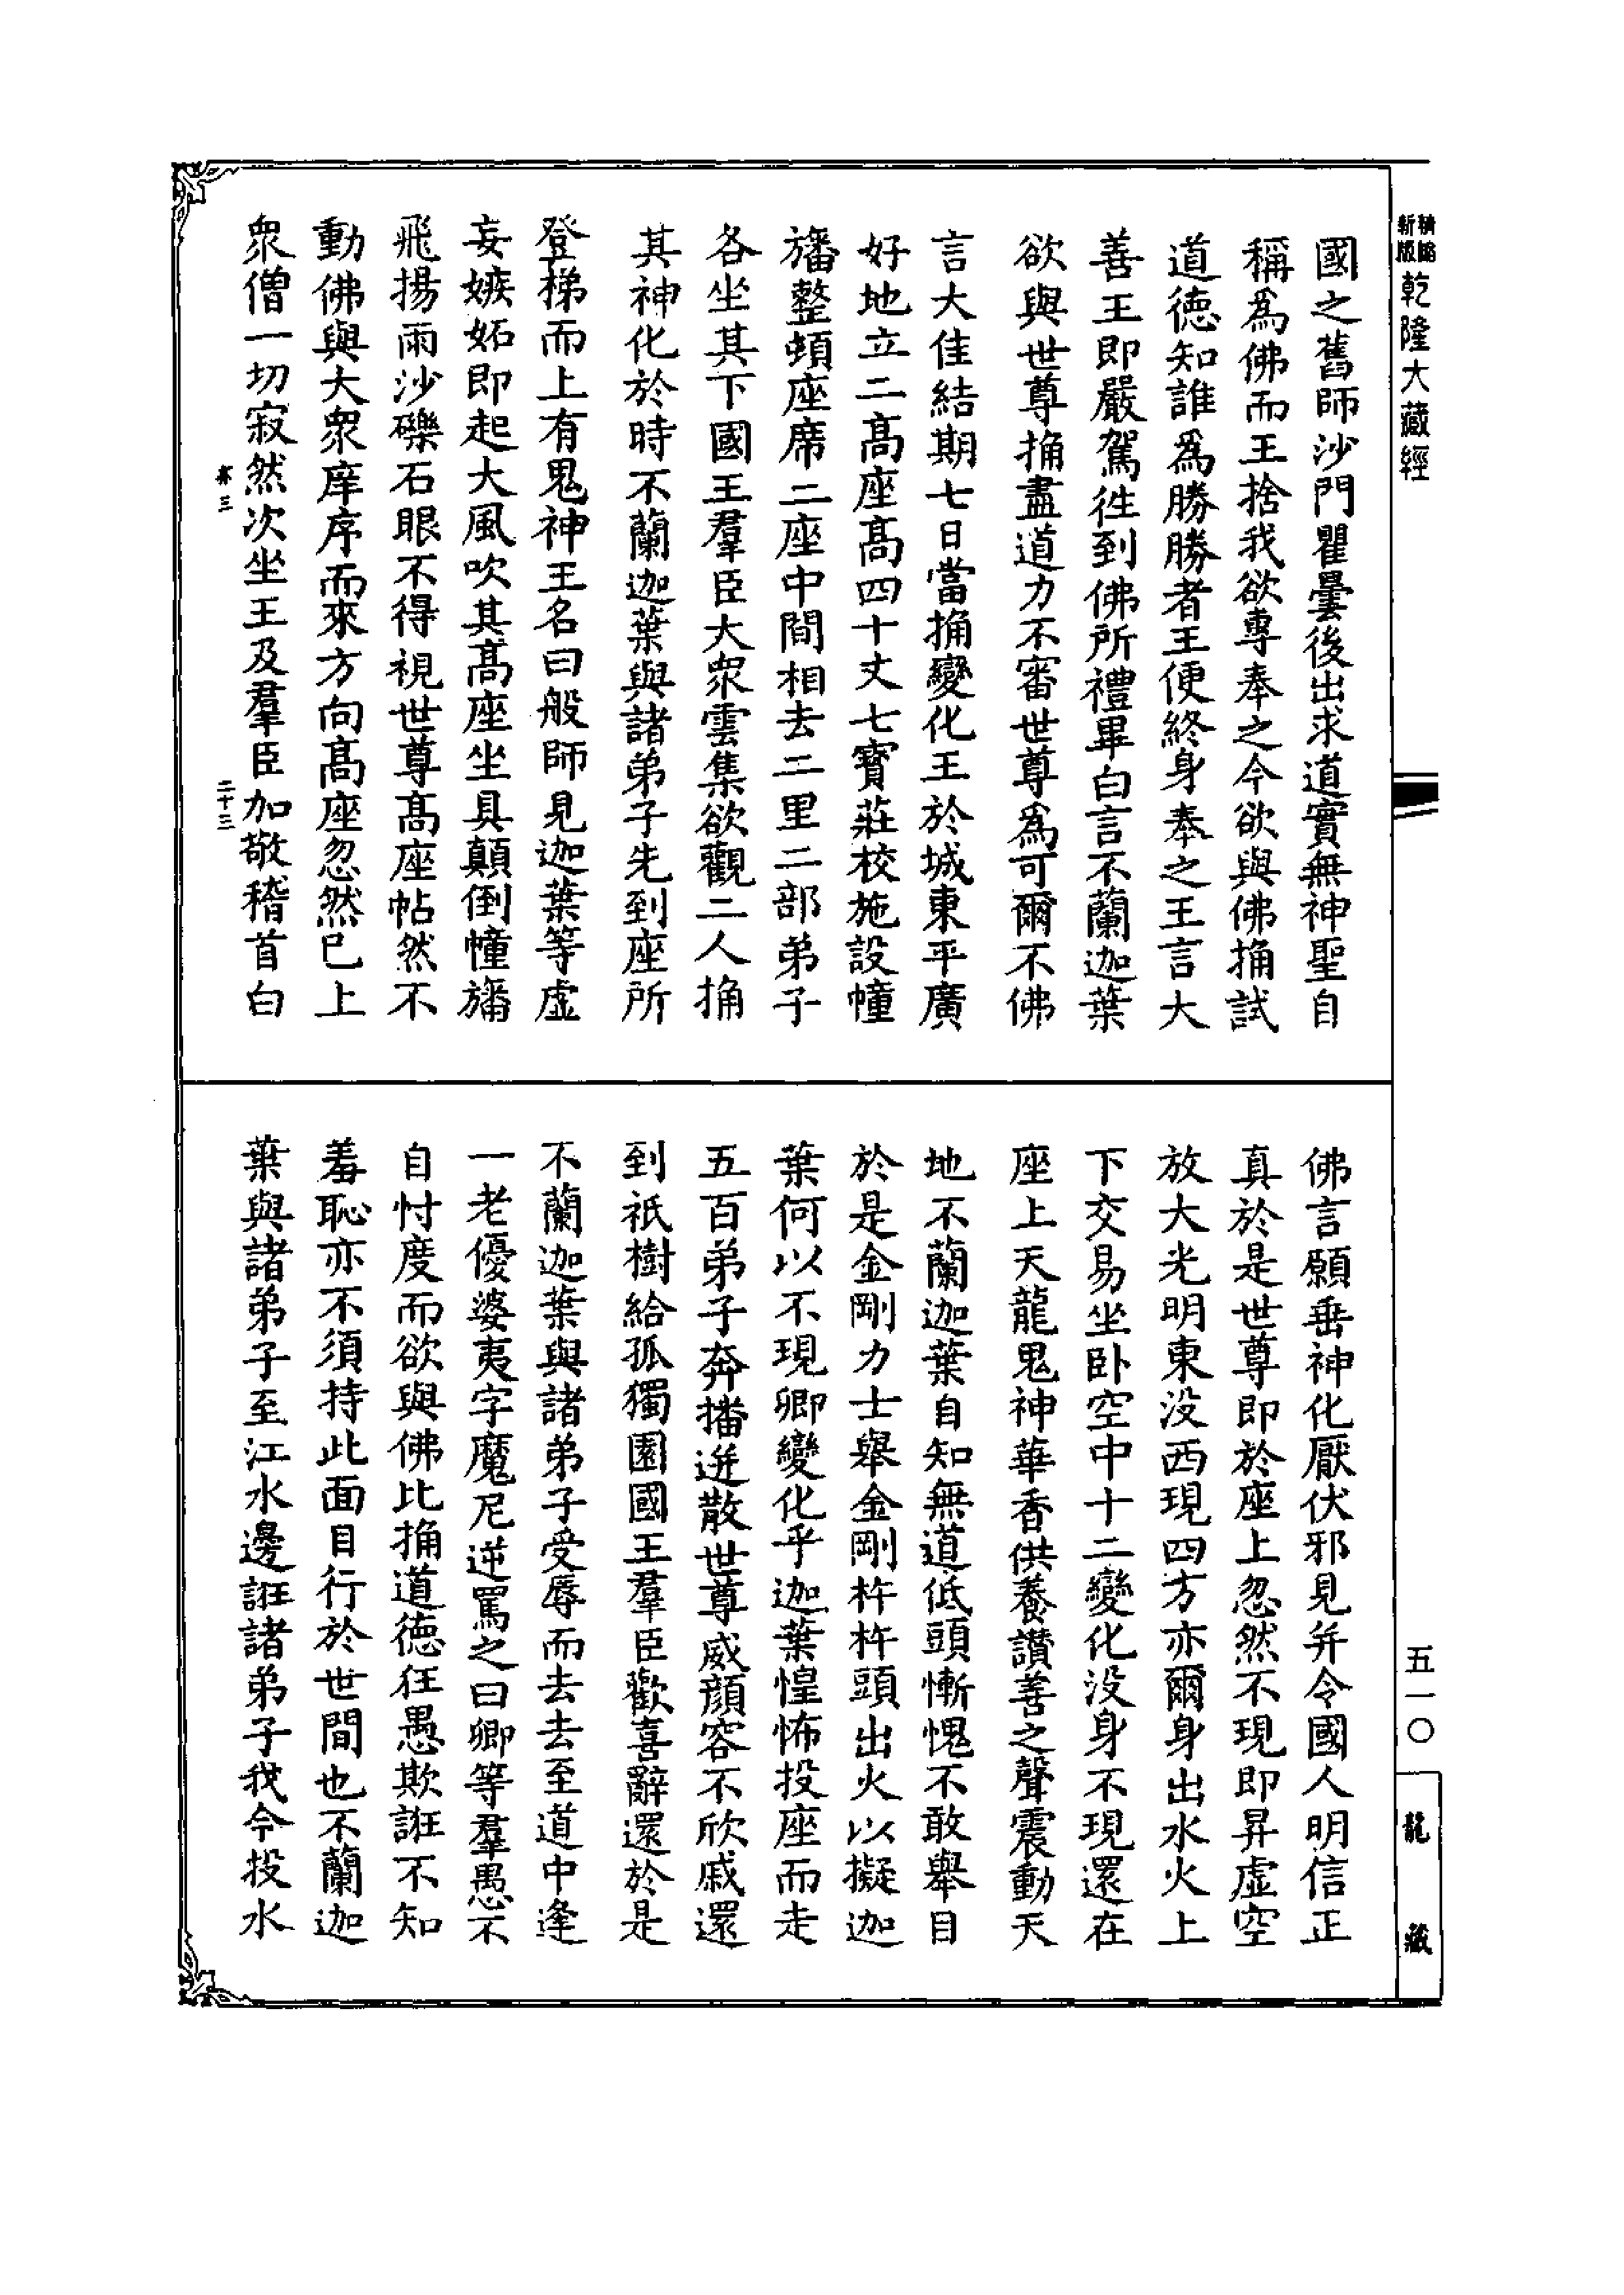 新版
精縮
乾隆大藏經
國之舊師沙門瞿曇後出求道實無神聖自
稱爲佛而王捨我欲專奉之今欲與佛捔試
道徳知誰爲勝勝者王便終身奉之王言大
善王即嚴駕徃到佛所禮畢白言不蘭迦葉
欲與世尊捔盡道力不審世尊爲可爾不佛
言大佳結期七日當捔變化王於城東平廣
好地立二髙座髙四十丈七寶莊校施設幢
旛整頓座席二座中間相去二里二部弟子
各坐其下國王羣臣大衆雲集欲觀二人捔
其神化於時不蘭迦葉與諸弟子先到座所
登梯而上有鬼神王名曰般師見迦葉等虚
妄嫉妬即起大風吹其髙座坐具顛倒幢旛
飛揚雨沙礫石眼不得視世尊髙座帖然不
動佛與大衆庠序而來方向髙座忽然已上
衆僧一切寂然次坐王及羣臣加敬稽首白
二十三
佛言願垂神化厭伏邪見并令國人明信正
真於是世尊即於座上忽然不現即昇虚空
放大光明東没西現四方亦爾身出水火上
下交易坐卧空中十二變化没身不現還在
座上天龍鬼神華香供養讚善之聲震動天
地不蘭迦葉自知無道低頭慚愧不敢舉目
於是金剛力士舉金剛杵杵頭出火以擬迦
葉何以不現卿變化乎迦葉惶怖投座而走
五百弟子奔播迸散世尊威顔容不欣戚還
到祇樹給孤獨園國王羣臣歡喜辭還於是
不蘭迦葉與諸弟子受辱而去去至道中逢
一老優婆夷字魔尼逆罵之曰卿等羣愚不
自忖度而欲與佛比捔道徳狂愚欺誑不知
羞恥亦不須持此面目行於世間也不蘭迦
葉與諸弟子至江水邊誑諸弟子我今投水
五一〇
龍藏